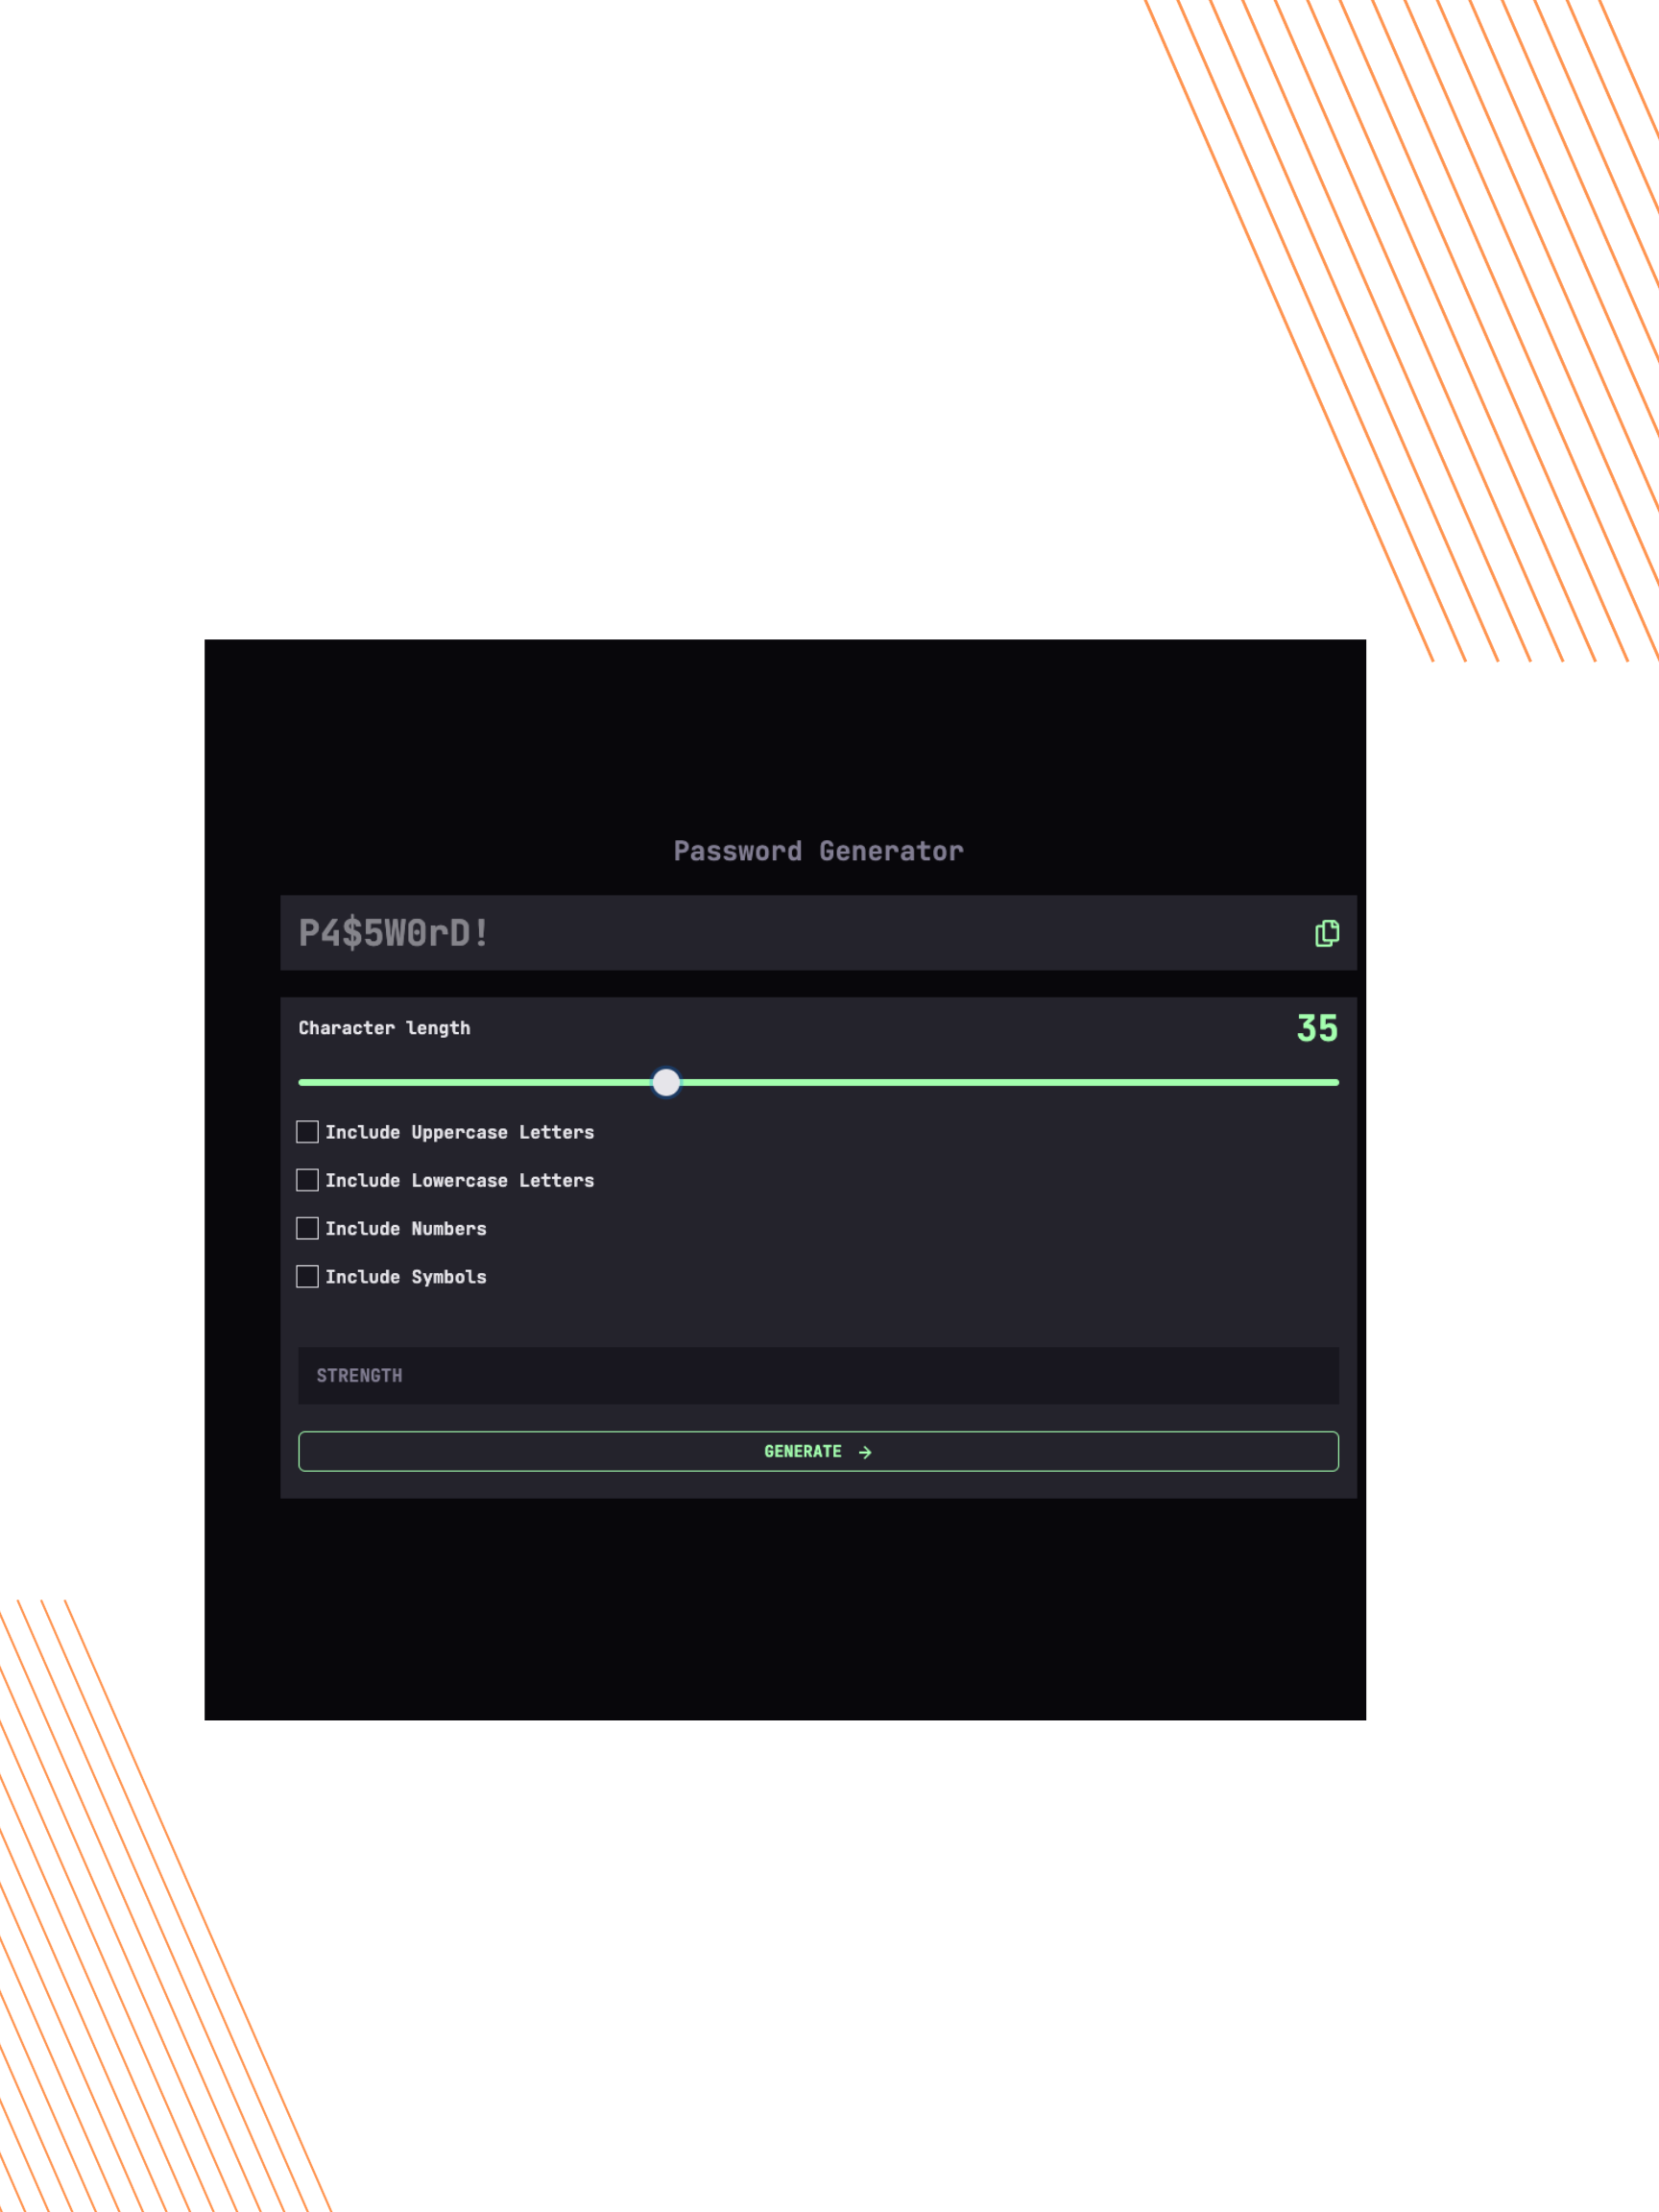 Password Generator
P4$5W0rD!
Character length
35
Include Uppercase Letters
Include Lowercase Letters
Include Numbers
Include Symbols
STRENGTH
GENERATE →